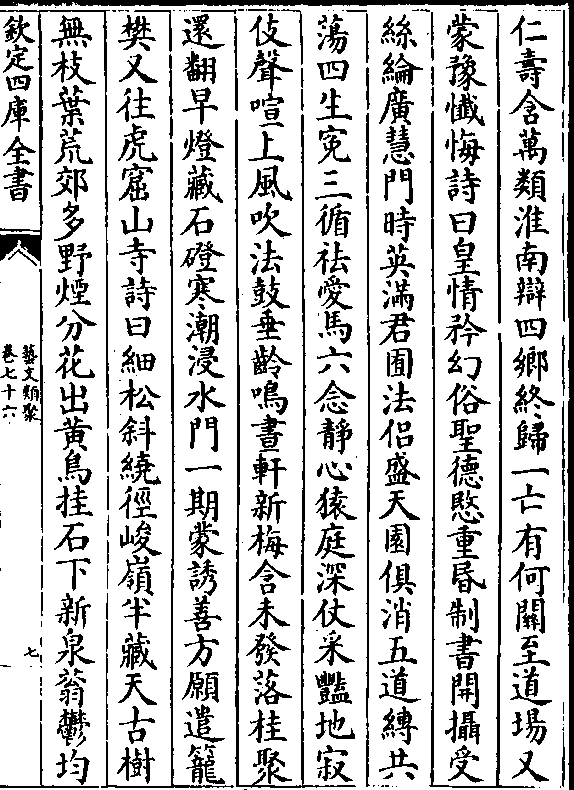 仁壽含萬類淮南辯四鄉終歸一亡有何關至道場又
蒙豫懺悔詩曰皇情矜幻俗聖德愍重昬制書開攝受
絲綸廣慧門時英滿君囿法侣盛天園俱消五道縛共
蕩四生寃三循祛愛馬六念靜心猿庭深仗采豔地寂
伎聲喧上風吹法鼓垂齡鳴晝軒新梅含未發落桂聚
還翻早燈藏石磴寒潮浸水門一期蒙誘善方願遣籠
樊又往虎窟山寺詩曰細松斜繞徑峻嶺半藏天古樹
無枝葉荒郊多野煙分花出黄鳥挂石下新泉蓊鬱均
欽定四庫全書
藝文類聚
卷七十六
七